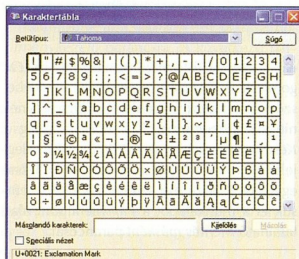 Karaktertábla
Betűtípus: Tahoma Súgó
! " # $ % & ' ( ) * + , - . / 0 1 2 3 4
5 6 7 8 9 : ; < = > ? @ A B C D E F G H
I J K L M N O P Q R S T U V W X Y Z [ \
] ^ _ ` a b c d e f g h i j k l m n o p
q r s t u v w x y z { | } ~ ¡ ¢ £ ¤ ¥
¦ § ¨ © ª « ¬ - ® ¯ ° ± ² ³ ´ µ ¶ · ¸ ¹
º » ¼ ½ ¾ ¿ À Á Â Ã Ä Å Æ Ç È É Ê Ë Ì Í
Î Ï Ð Ñ Ò Ó Ô Õ Ö × Ø Ù Ú Û Ü Ý Þ ß à á
â ã ä å æ ç è é ê ë ì í î ï ð ñ ò ó ô õ
ö ÷ ø ù ú û ü ý þ ÿ Ā ā Ă ă Ą ą Ć ć Ĉ ĉ
Másolandó karakterek: Kijelölés Másolás
Speciális nézet
U+0021: Exclamation Mark